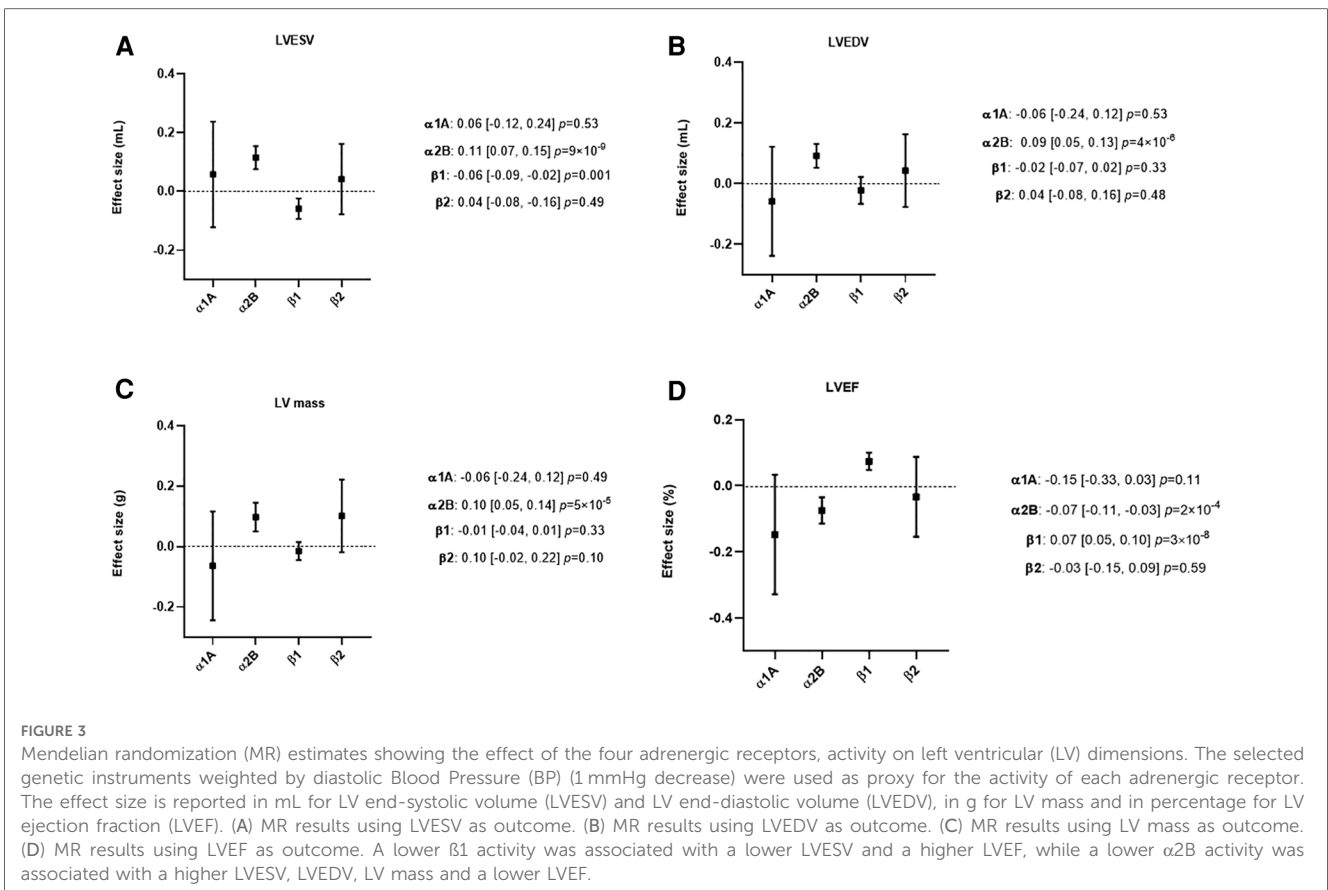 A
LVESV
0.4
0.2
0.0
-0.2
Effect size (mL)
α1A
α2B
β1
β2
α1A: 0.06 [-0.12, 0.24] p=0.53
α2B: 0.11 [0.07, 0.15] p=9×10⁻⁹
β1: -0.06 [-0.09, -0.02] p=0.001
β2: 0.04 [-0.08, -0.16] p=0.49
B
LVEDV
0.4
0.2
0.0
-0.2
Effect size (mL)
α1A
α2B
β1
β2
α1A: -0.06 [-0.24, 0.12] p=0.53
α2B: 0.09 [0.05, 0.13] p=4×10⁻⁶
β1: -0.02 [-0.07, 0.02] p=0.33
β2: 0.04 [-0.08, 0.16] p=0.48
C
LV mass
0.4
0.2
0.0
-0.2
Effect size (g)
α1A
α2B
β1
β2
α1A: -0.06 [-0.24, 0.12] p=0.49
α2B: 0.10 [0.05, 0.14] p=5×10⁻⁵
β1: -0.01 [-0.04, 0.01] p=0.33
β2: 0.10 [-0.02, 0.22] p=0.10
D
LVEF
0.2
0.0
-0.2
-0.4
Effect size (%)
α1A
α2B
β1
β2
α1A: -0.15 [-0.33, 0.03] p=0.11
α2B: -0.07 [-0.11, -0.03] p=2×10⁻⁴
β1: 0.07 [0.05, 0.10] p=3×10⁻⁸
β2: -0.03 [-0.15, 0.09] p=0.59
FIGURE 3
Mendelian randomization (MR) estimates showing the effect of the four adrenergic receptors, activity on left ventricular (LV) dimensions. The selected
genetic instruments weighted by diastolic Blood Pressure (BP) (1 mmHg decrease) were used as proxy for the activity of each adrenergic receptor.
The effect size is reported in mL for LV end-systolic volume (LVESV) and LV end-diastolic volume (LVEDV), in g for LV mass and in percentage for LV
ejection fraction (LVEF). (A) MR results using LVESV as outcome. (B) MR results using LVEDV as outcome. (C) MR results using LV mass as outcome.
(D) MR results using LVEF as outcome. A lower ß1 activity was associated with a lower LVESV and a higher LVEF, while a lower α2B activity was
associated with a higher LVESV, LVEDV, LV mass and a lower LVEF.